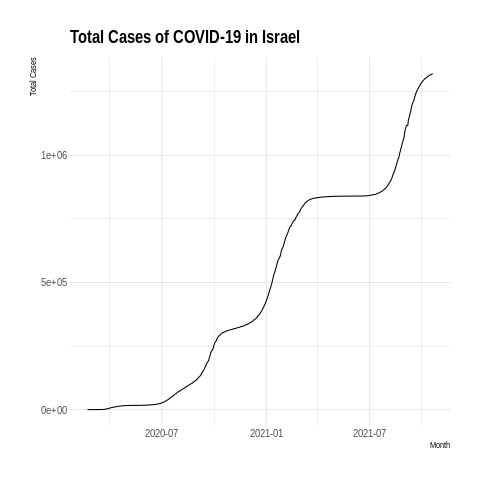 Total Cases of COVID-19 in Israel
Total Cases
1e+06
5e+05
0e+00
2020-07
2021-01
2021-07
Month